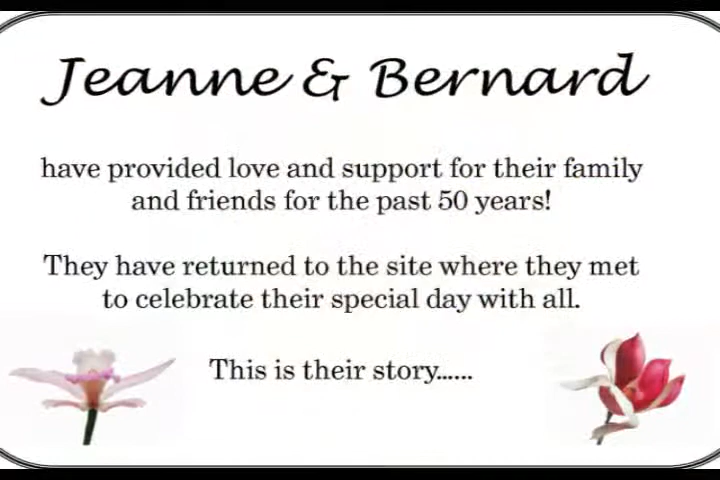 Jeanne & Bernard
have provided love and support for their family
and friends for the past 50 years!
They have returned to the site where they met
to celebrate their special day with all.
This is their story......